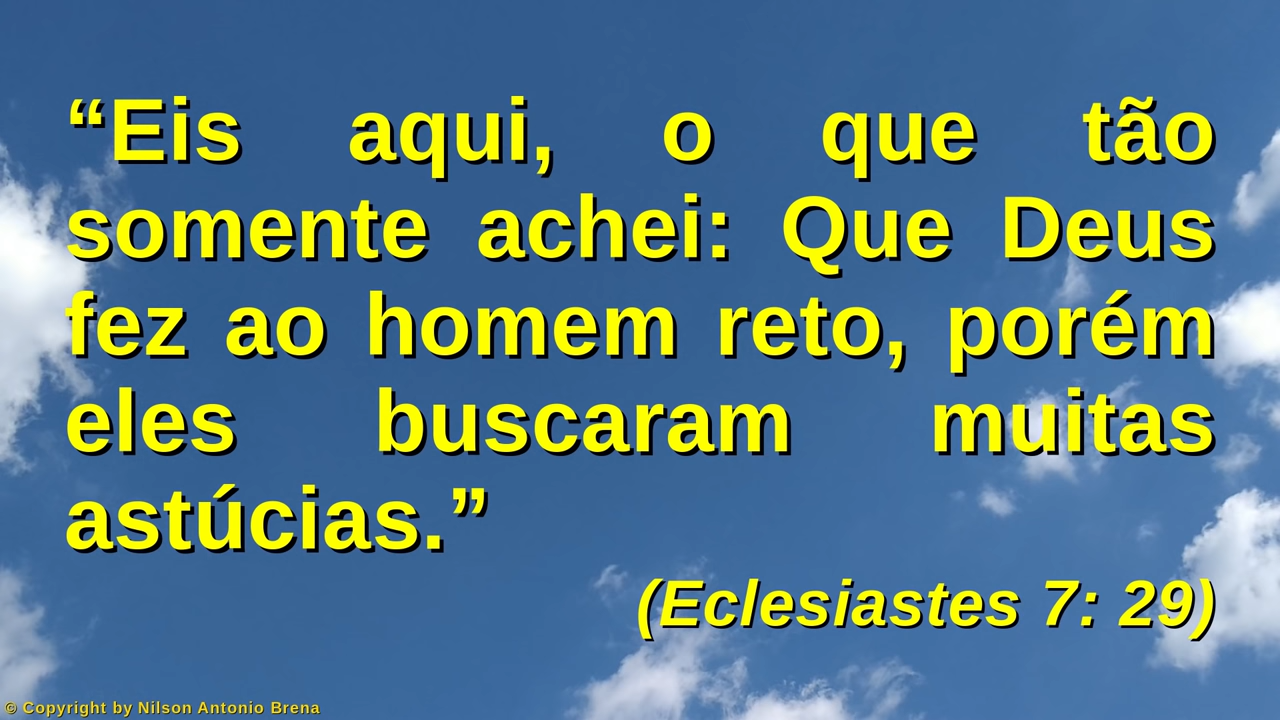 “Eis aqui, o que tão
somente achei: Que Deus
fez ao homem reto, porém
eles buscaram muitas
astúcias.”
(Eclesiastes 7: 29)
© Copyright by Nilson Antonio Brena